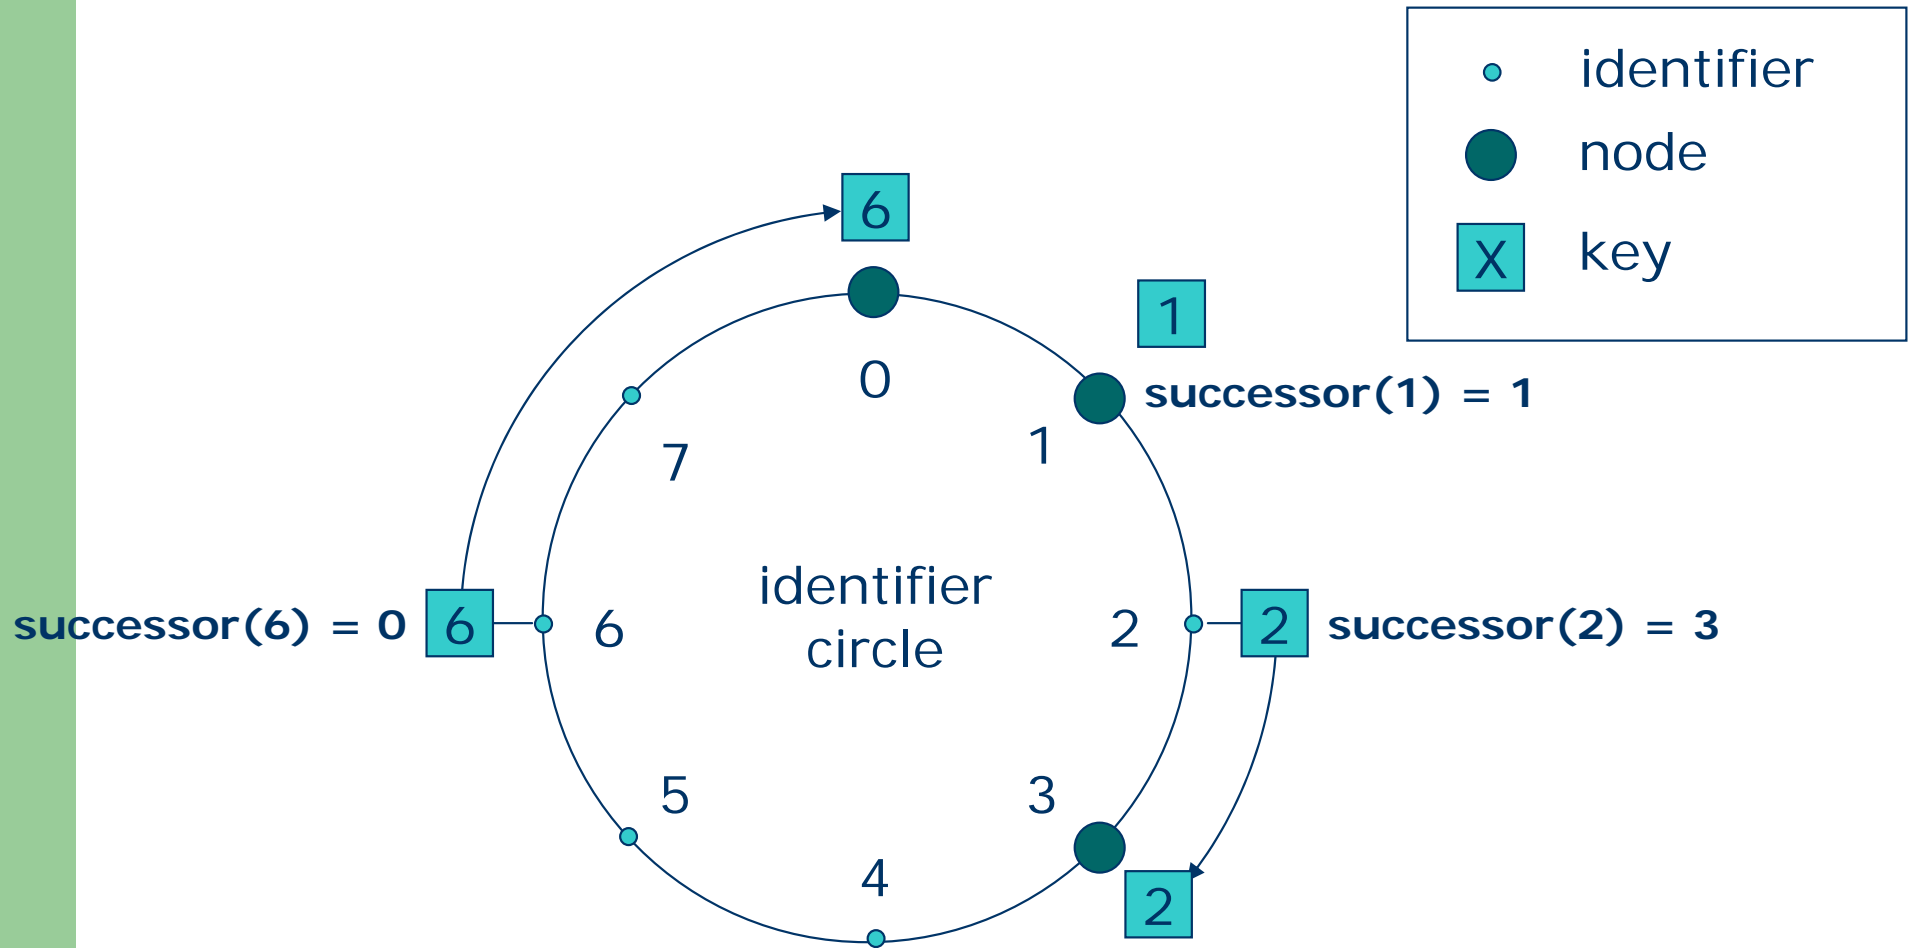 identifier
node
X key
6
1
0
successor(1) = 1
7
1
identifier
circle
successor(6) = 0 6 6
2 2 successor(2) = 3
5
3
4
2